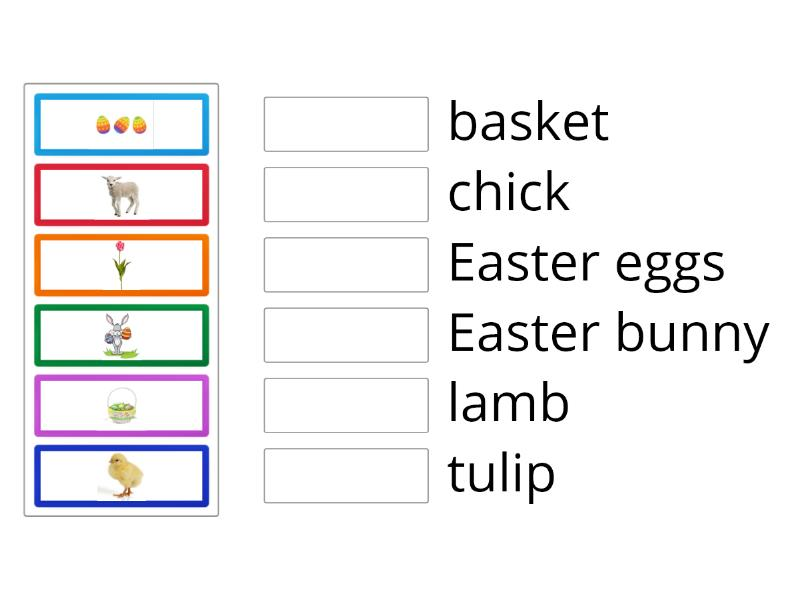 basket
chick
Easter eggs
Easter bunny
lamb
tulip